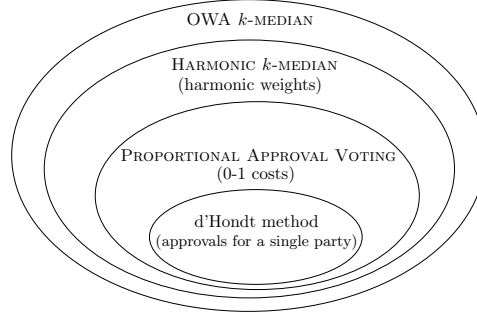 OWA k-MEDIAN
HARMONIC k-MEDIAN
(harmonic weights)
PROPORTIONAL APPROVAL VOTING
(0-1 costs)
d'Hondt method
(approvals for a single party)